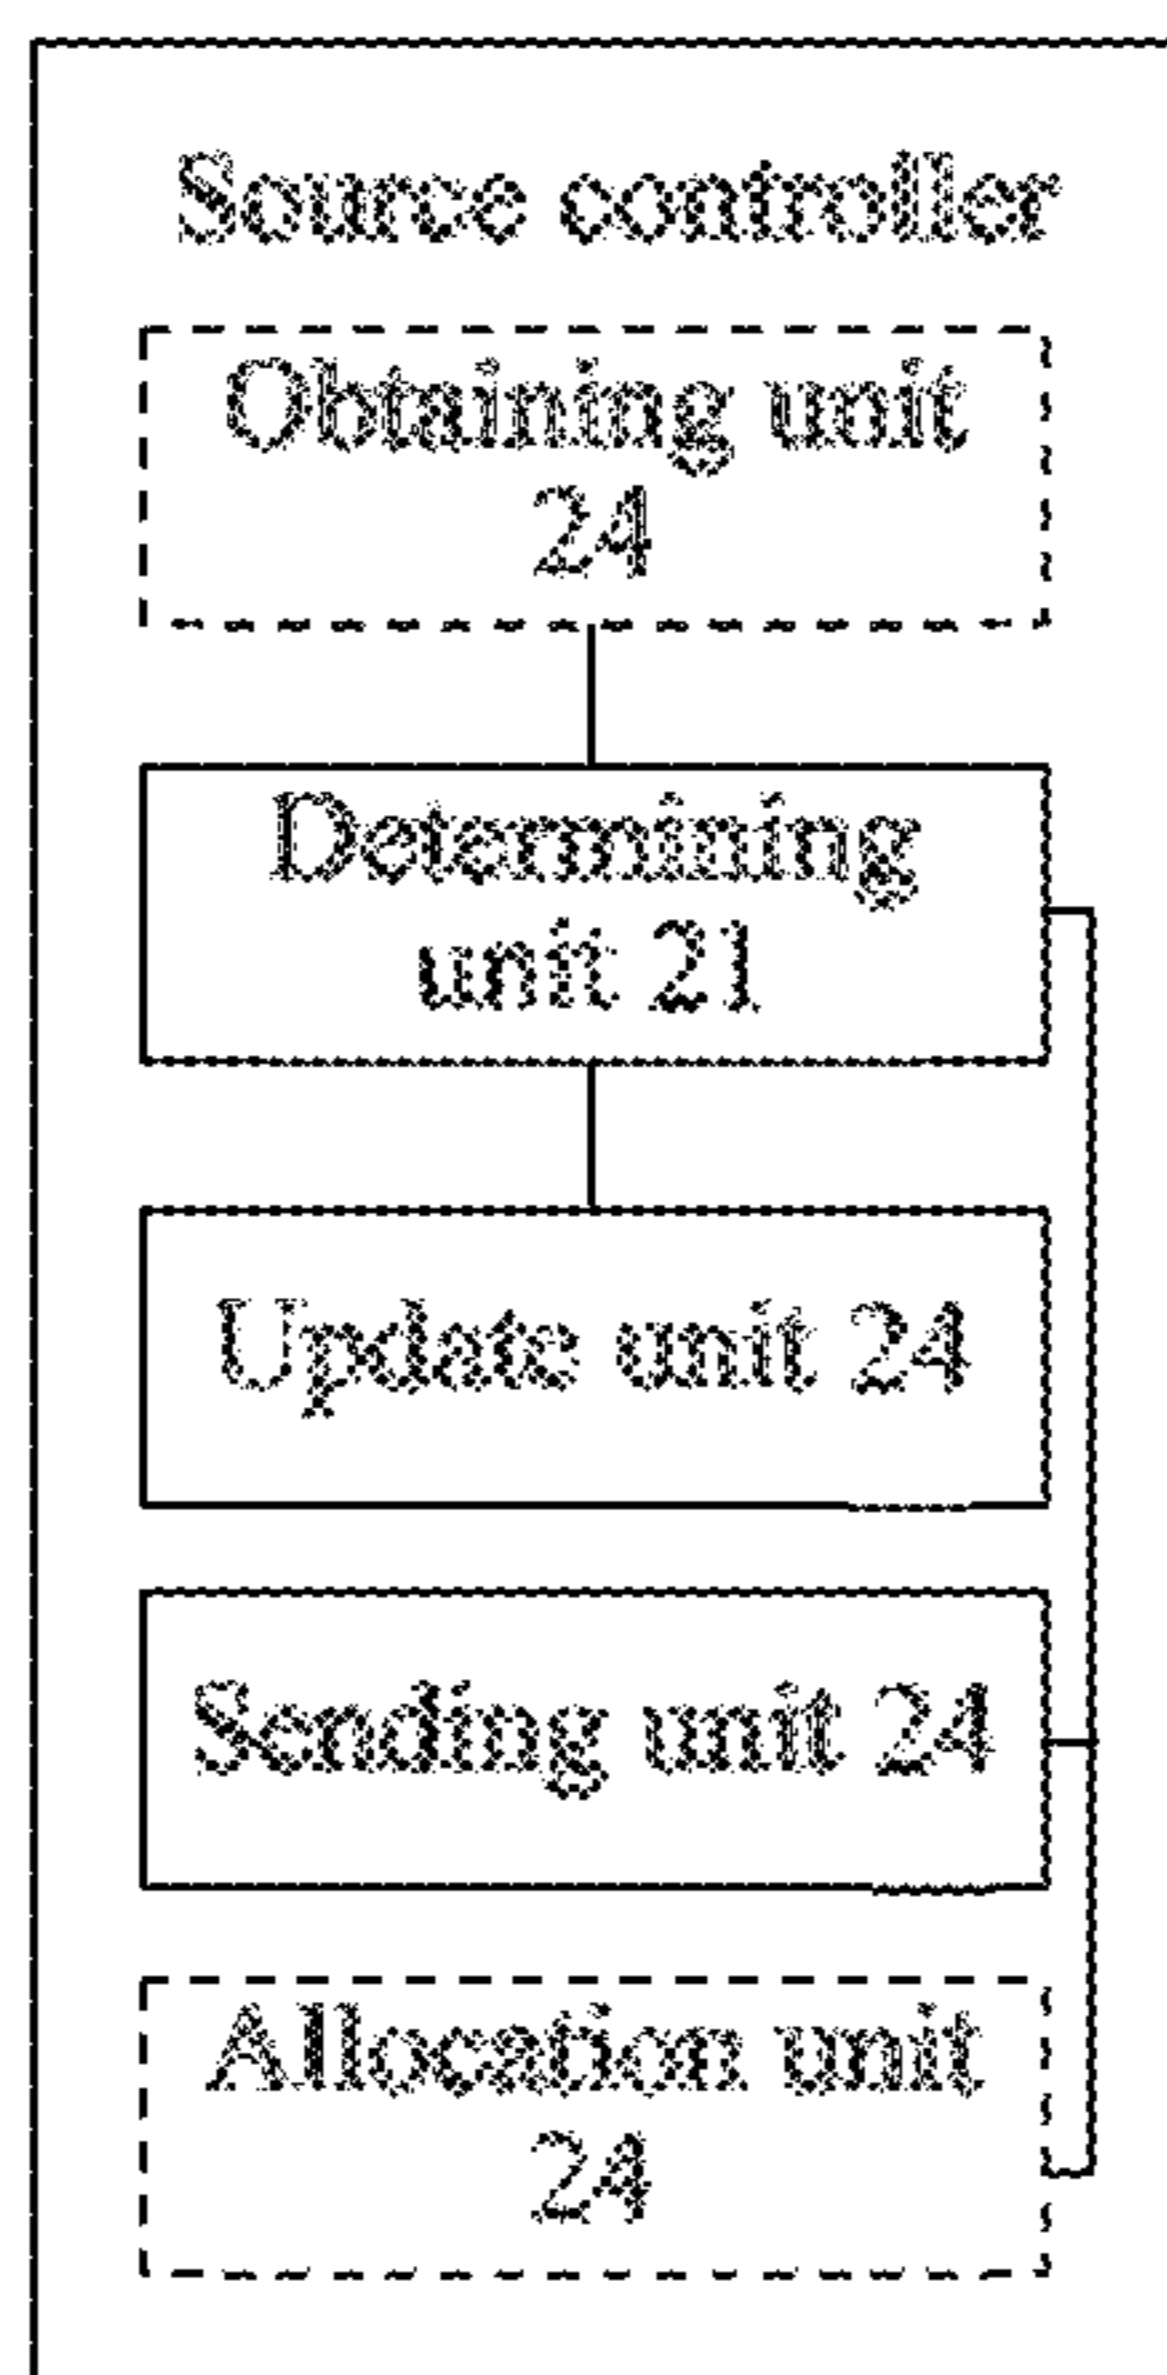 Source controller
Obtaining unit
24
Determining
unit 21
Update unit 24
Sending unit 24
Allocation unit
24